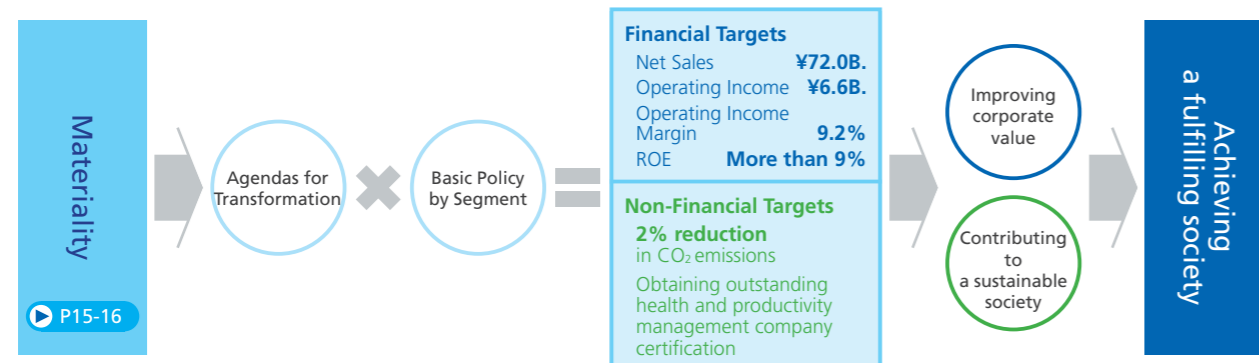 Materiality
P15-16
Agendas for
Transformation
Basic Policy
by Segment
Financial Targets
Net Sales ¥72.0B.
Operating Income ¥6.6B.
Operating Income
Margin 9.2%
ROE More than 9%
Non-Financial Targets
2% reduction
in CO₂ emissions
Obtaining outstanding
health and productivity
management company
certification
Improving
corporate
value
Contributing
to
a sustainable
society
Achieving
a fulfilling society